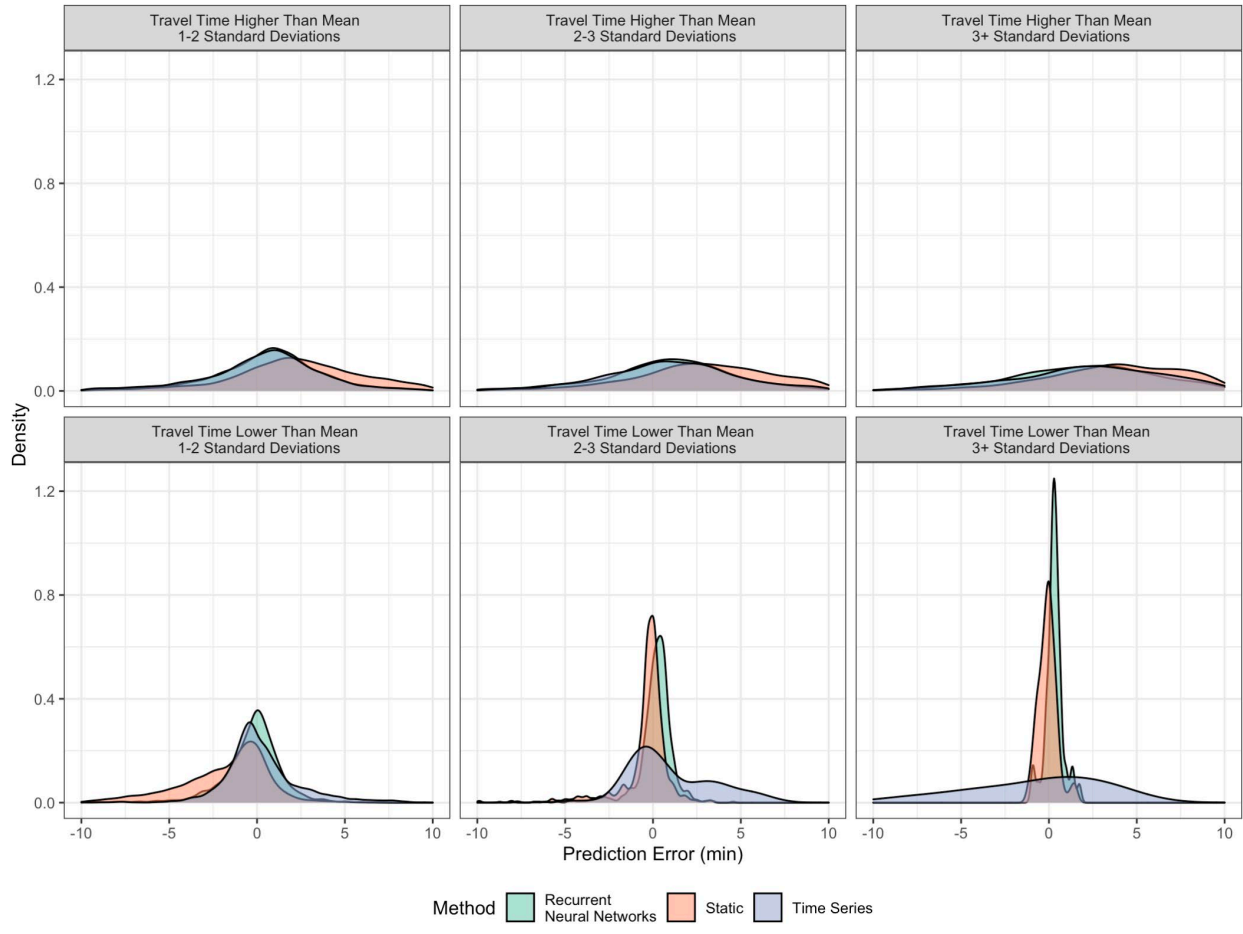 Travel Time Higher Than Mean
1-2 Standard Deviations
Travel Time Higher Than Mean
2-3 Standard Deviations
Travel Time Higher Than Mean
3+ Standard Deviations
1.2
0.8
0.4
0.0
Density
Travel Time Lower Than Mean
1-2 Standard Deviations
Travel Time Lower Than Mean
2-3 Standard Deviations
Travel Time Lower Than Mean
3+ Standard Deviations
1.2
0.8
0.4
0.0
-10 -5 0 5 10
-10 -5 0 5 10
-10 -5 0 5 10
Prediction Error (min)
Method
Recurrent
Neural Networks
Static
Time Series